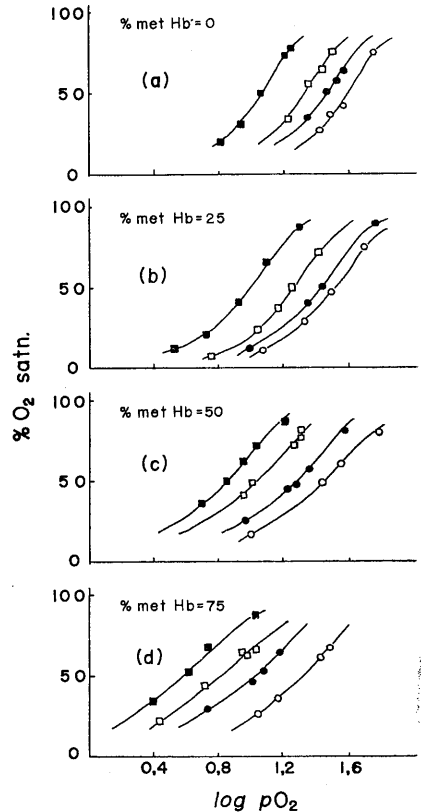 % met Hb = 0
(a)
100
50
0
% met Hb = 25
(b)
100
50
0
% O₂ satn.
% met Hb = 50
(c)
100
50
0
% met Hb = 75
(d)
100
50
0
0,4 0,8 1,2 1,6
log pO₂